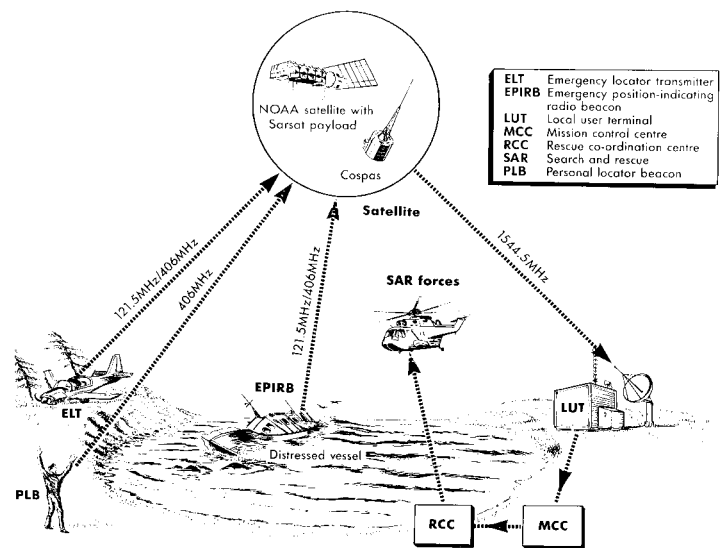 NOAA satellite with
Sarsat payload
Cospas
Satellite
ELT Emergency locator transmitter
EPIRB Emergency position-indicating
radio beacon
LUT Local user terminal
MCC Mission control centre
RCC Rescue co-ordination centre
SAR Search and rescue
PLB Personal locator beacon
121.5MHz/406MHz
406MHz
121.5MHz/406MHz
1544.5MHz
SAR forces
ELT
EPIRB
LUT
Distressed vessel
PLB
RCC
MCC